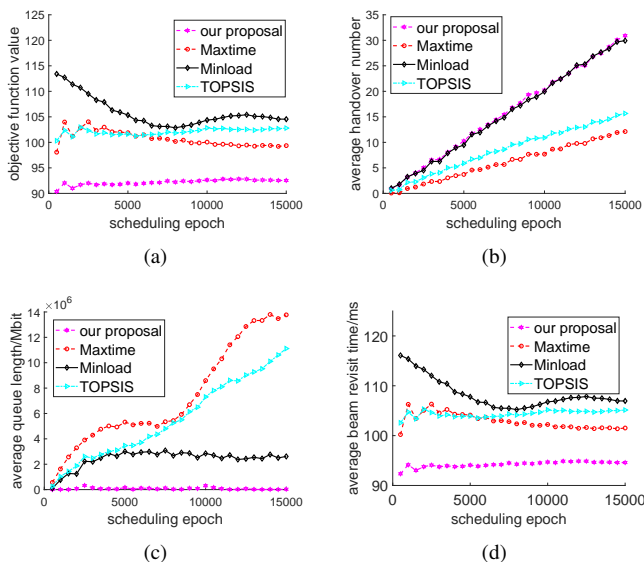 125
120
115
110
105
100
95
90
objective function value
our proposal
Maxtime
Minload
TOPSIS
5000
10000
15000
scheduling epoch
(a)
35
30
25
20
15
10
5
0
average handover number
our proposal
Maxtime
Minload
TOPSIS
0
5000
10000
15000
scheduling epoch
(b)
×10⁶
14
12
10
8
6
4
2
0
average queue length/Mbit
our proposal
Maxtime
Minload
TOPSIS
0
5000
10000
15000
scheduling epoch
(c)
120
110
100
90
average beam revisit time/ms
our proposal
Maxtime
Minload
TOPSIS
0
5000
10000
15000
scheduling epoch
(d)